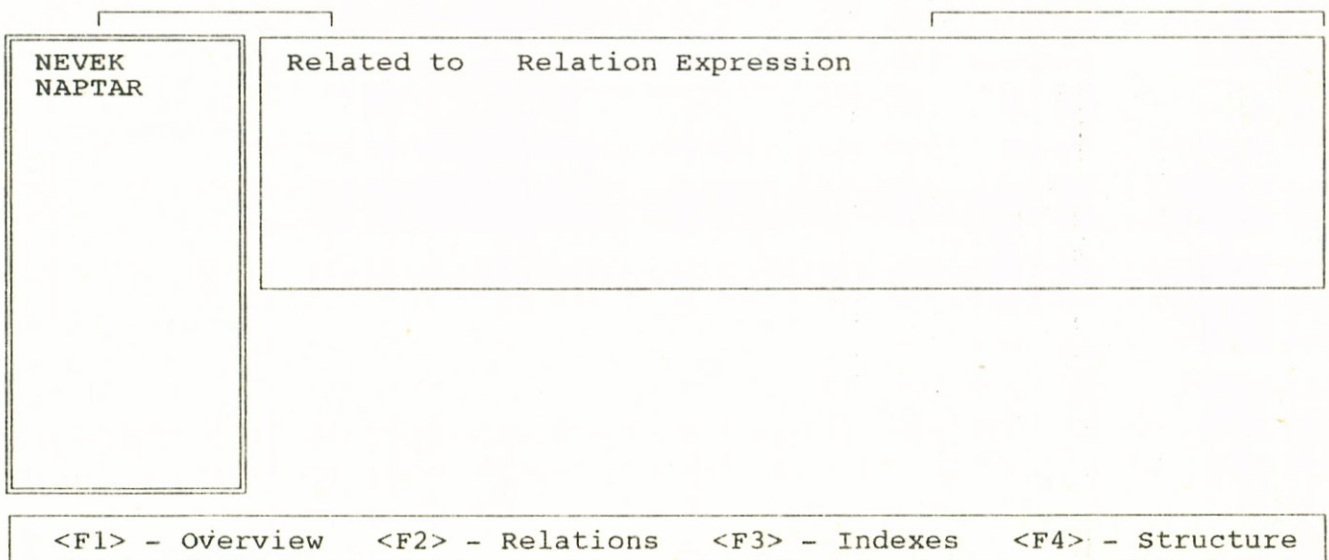 NEVEK
NAPTAR
Related to Relation Expression
<F1> - Overview <F2> - Relations <F3> - Indexes <F4> - Structure